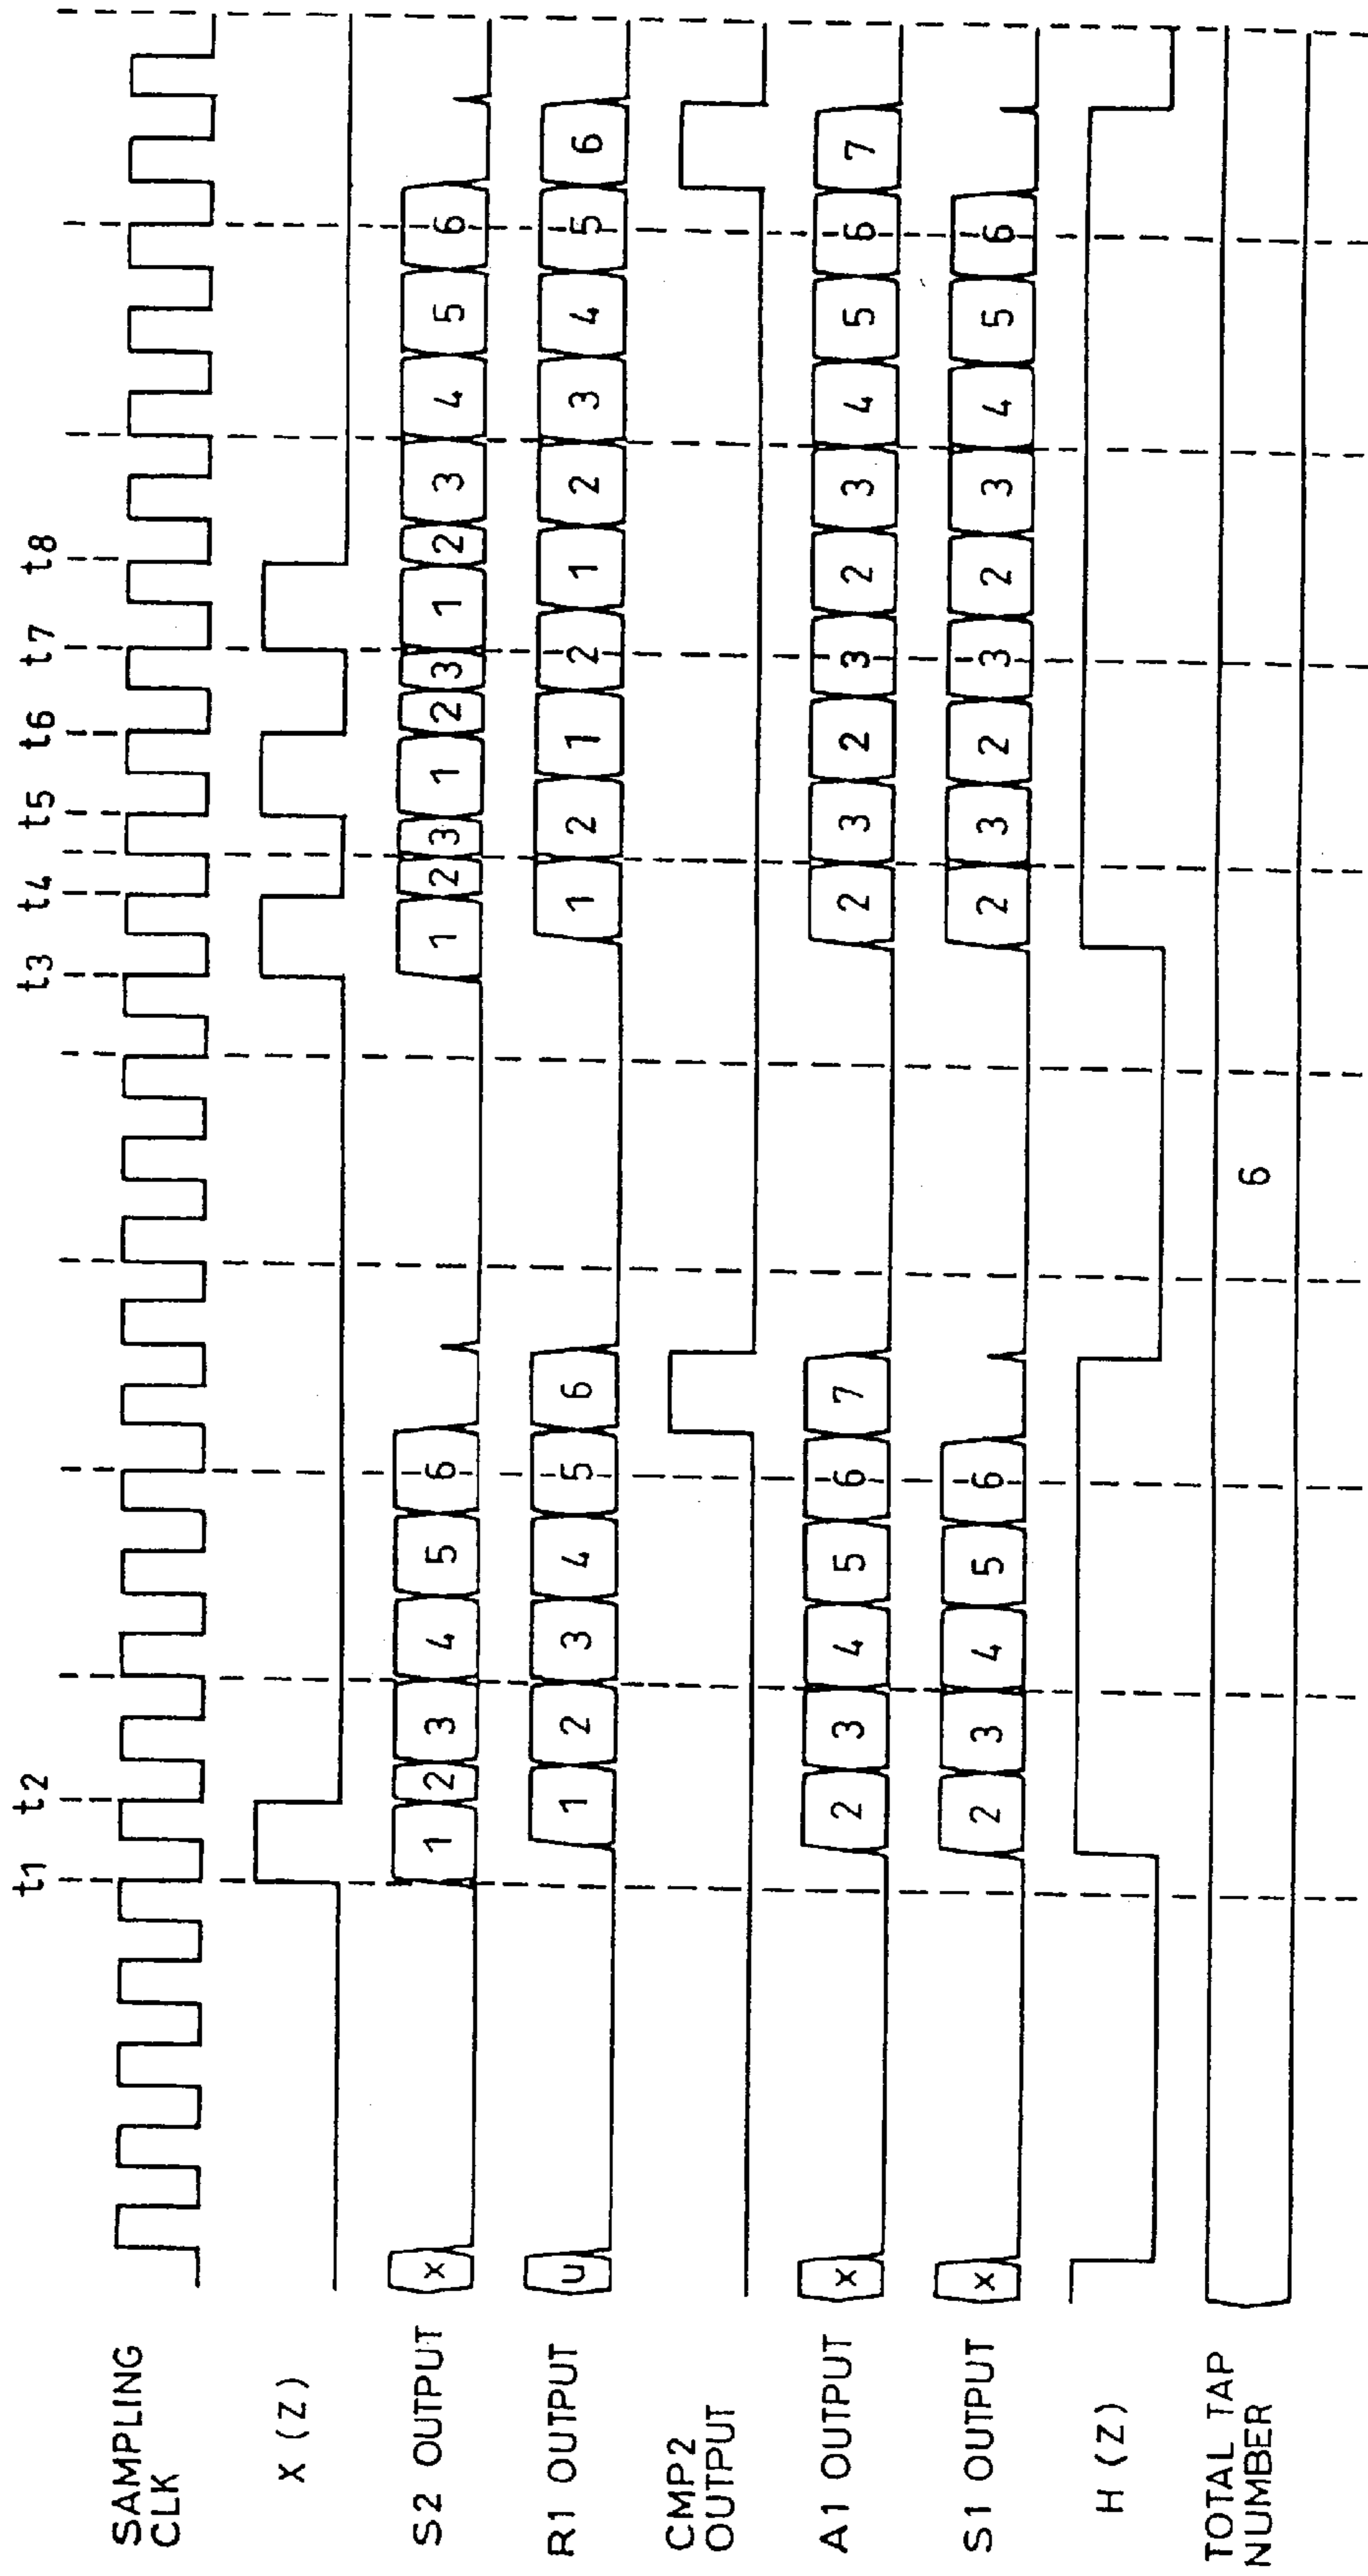 t1 t2 t3 t4 t5 t6 t7 t8
SAMPLING
CLK
X (Z)
S2 OUTPUT x 1 2 3 4 5 6 1 2 3 1 2 3 1 2 3 4 5 6
R1 OUTPUT U 1 2 3 4 5 6 1 2 1 2 1 2 3 4 5 6
CMP2
OUTPUT
A1 OUTPUT x 2 3 4 5 6 7 2 3 2 3 2 3 4 5 6 7
S1 OUTPUT x 2 3 4 5 6 2 3 2 3 2 3 4 5 6
H (Z)
TOTAL TAP
NUMBER
6